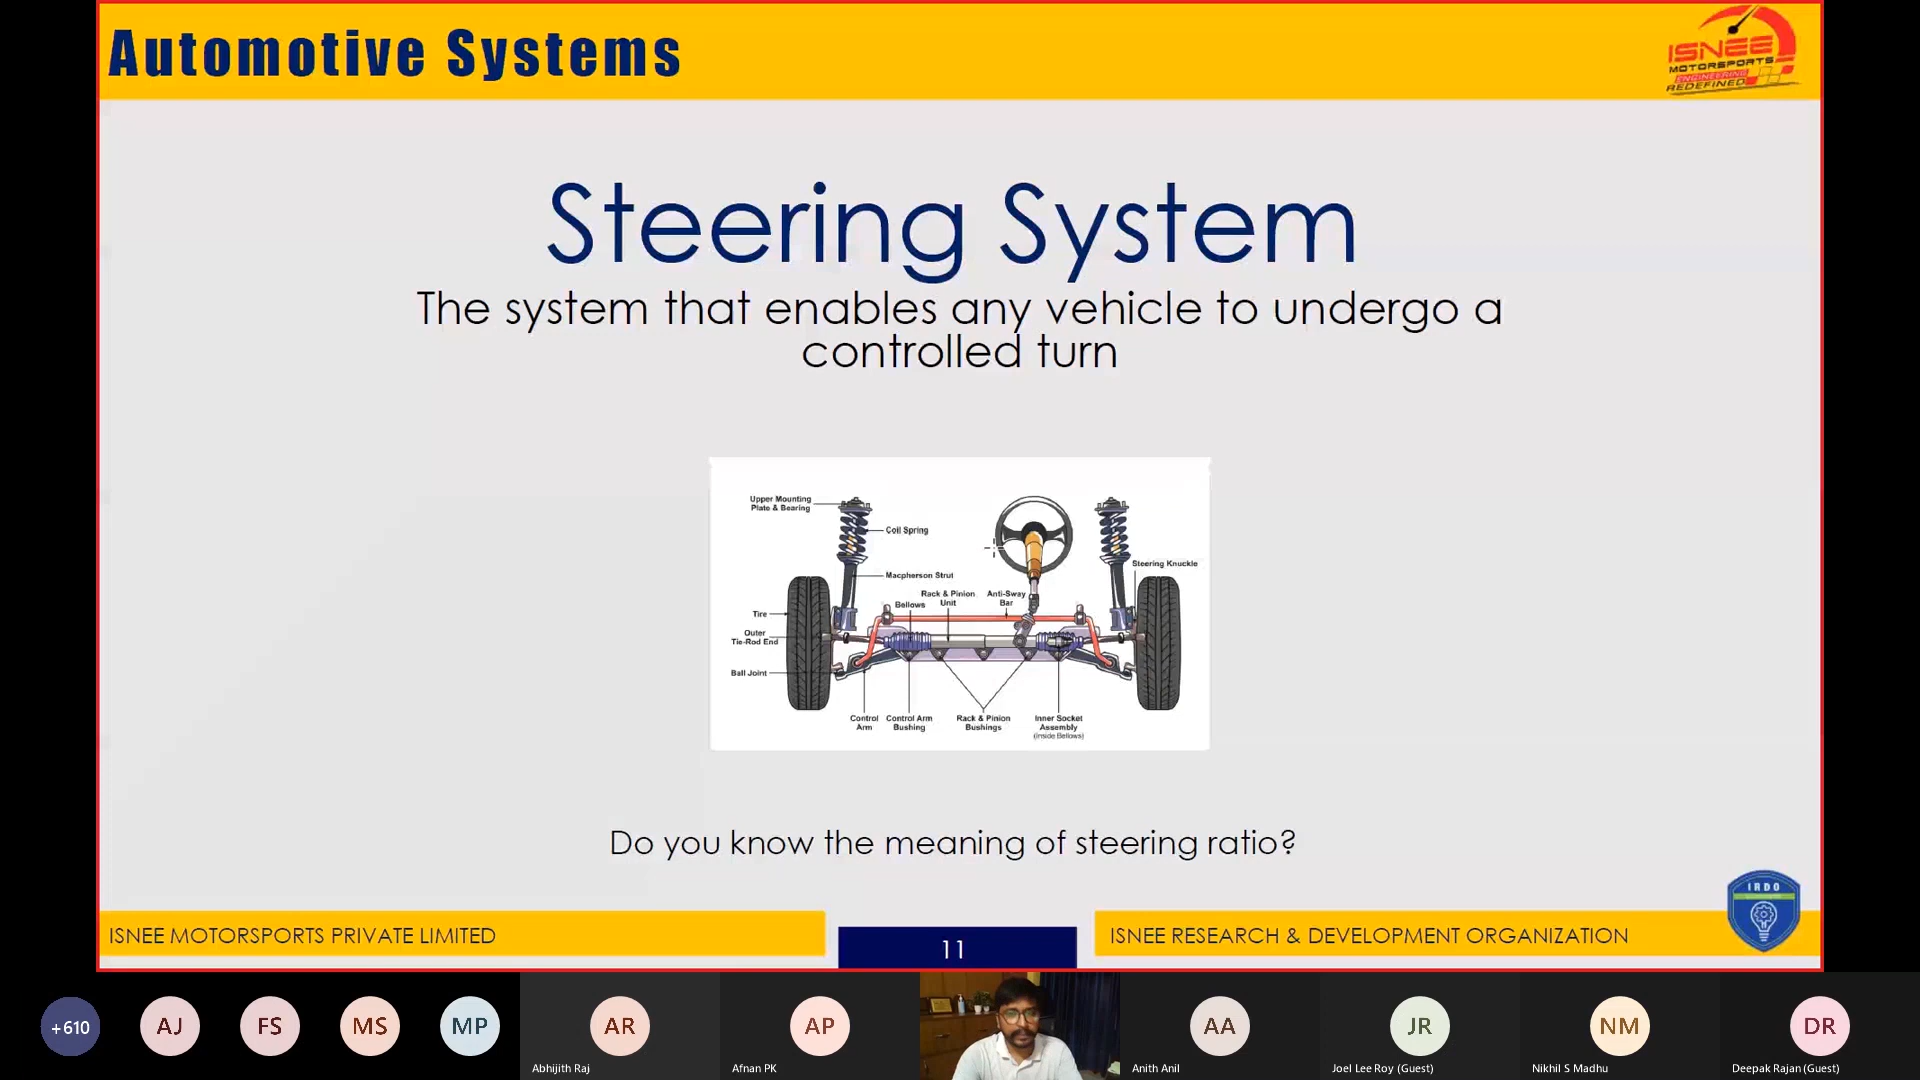 Automotive Systems
ISNEE
MOTORSPORTS
ENGINEERING
REDEFINED
Steering System
The system that enables any vehicle to undergo a
controlled turn
Upper Mounting
Plate & Bearing
Coil Spring
Macpherson Strut
Steering Knuckle
Rack & Pinion
Unit
Anti-Sway
Bar
Bellows
Tire
Outer
Tie-Rod End
Ball Joint
Control
Arm
Control Arm
Bushing
Rack & Pinion
Bushings
Inner Socket
Assembly
(Inside Bellows)
Do you know the meaning of steering ratio?
IRDO
ISNEE MOTORSPORTS PRIVATE LIMITED
11
ISNEE RESEARCH & DEVELOPMENT ORGANIZATION
+610
AJ
FS
MS
MP
AR
AP
AA
JR
NM
DR
Abhijith Raj
Afnan PK
Anith Anil
Joel Lee Roy (Guest)
Nikhil S Madhu
Deepak Rajan (Guest)